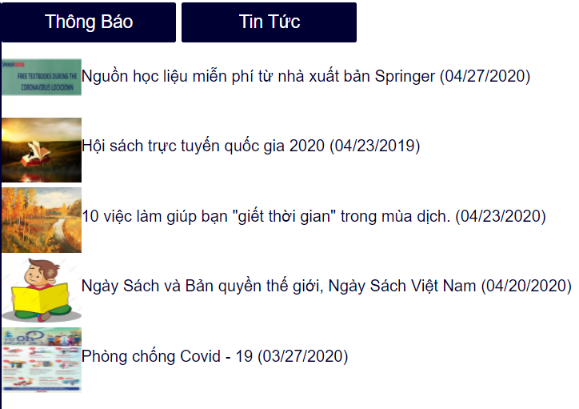 Thông Báo Tin Tức
FREE TEXTBOOKS DURING THE
CORONAVIRUS LOCKDOWN
Nguồn học liệu miễn phí từ nhà xuất bản Springer (04/27/2020)
Hội sách trực tuyến quốc gia 2020 (04/23/2019)
10 việc làm giúp bạn "giết thời gian" trong mùa dịch. (04/23/2020)
Ngày Sách và Bản quyền thế giới, Ngày Sách Việt Nam (04/20/2020)
Phòng chống Covid - 19 (03/27/2020)